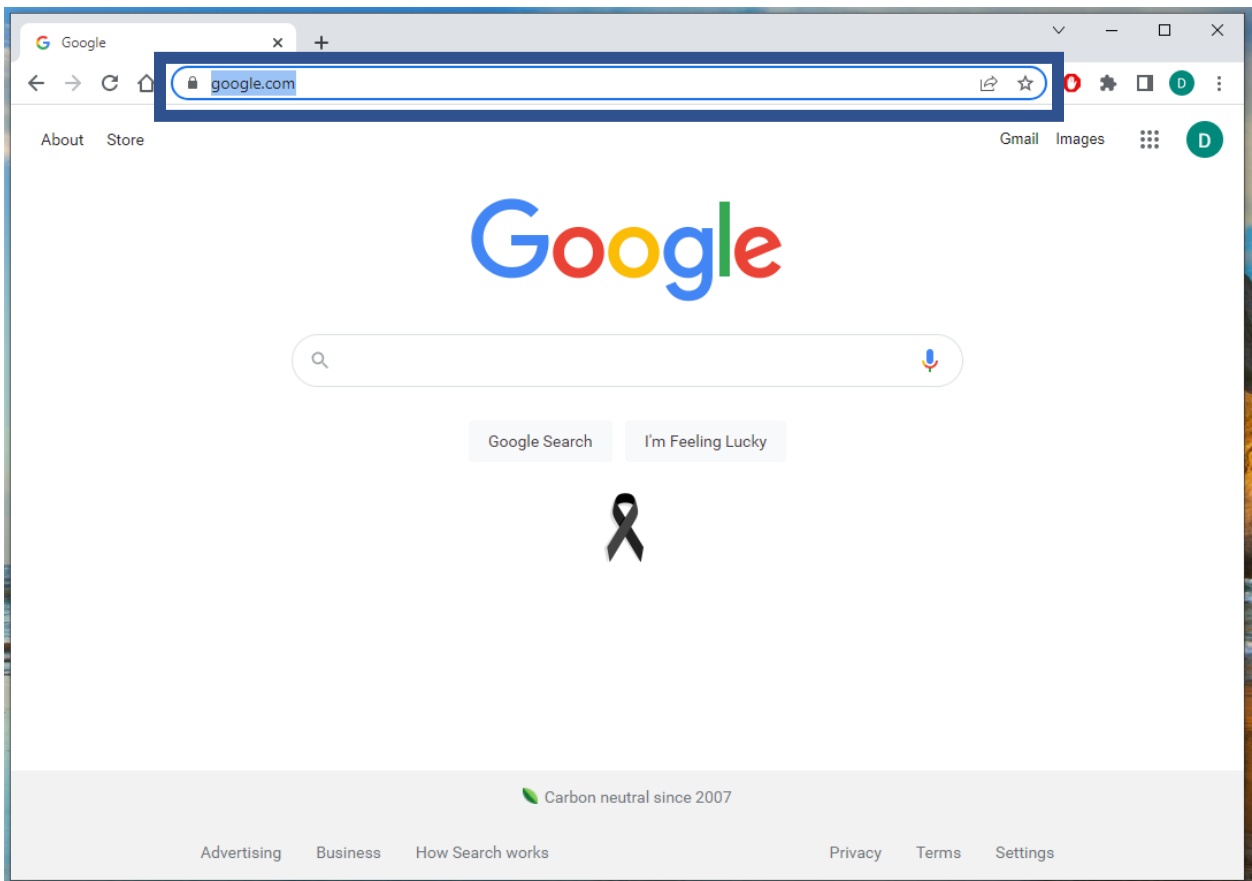 Google
google.com
D
About Store
Gmail Images
D
Google
Google Search I'm Feeling Lucky
Carbon neutral since 2007
Advertising Business How Search works
Privacy Terms Settings